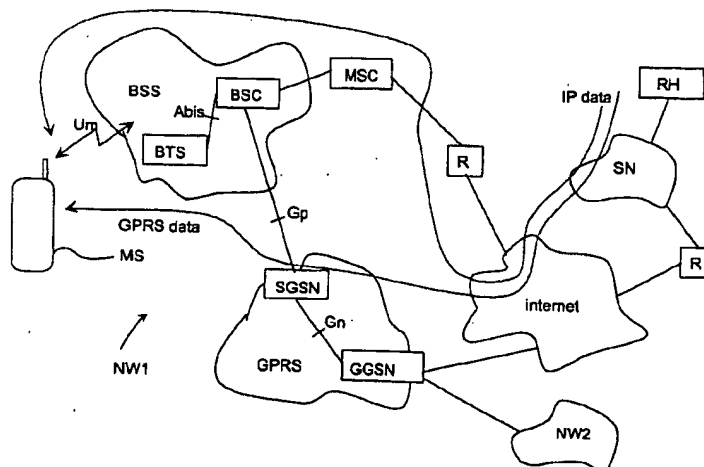 BSS
BSC
MSC
IP data
RH
Abis
Um
BTS
R
SN
Gp
GPRS data
MS
R
SGSN
internet
Gn
NW1
GPRS
GGSN
NW2